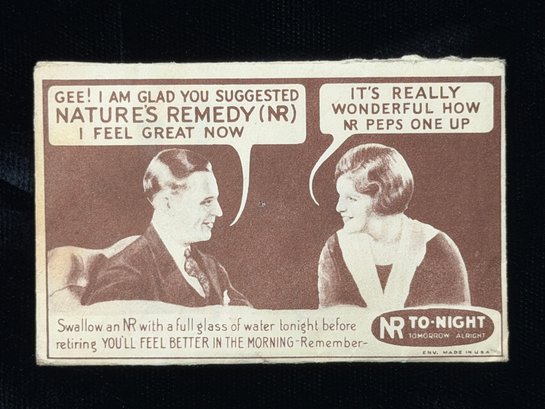 GEE! I AM GLAD YOU SUGGESTED
NATURE'S REMEDY (NR)
I FEEL GREAT NOW
IT'S REALLY
WONDERFUL HOW
NR PEPS ONE UP
Swallow an NR with a full glass of water tonight before
retiring YOU'LL FEEL BETTER IN THE MORNING-Remember-
NR TO-NIGHT
TOMORROW ALRIGHT
ENV. MADE IN U.S.A.